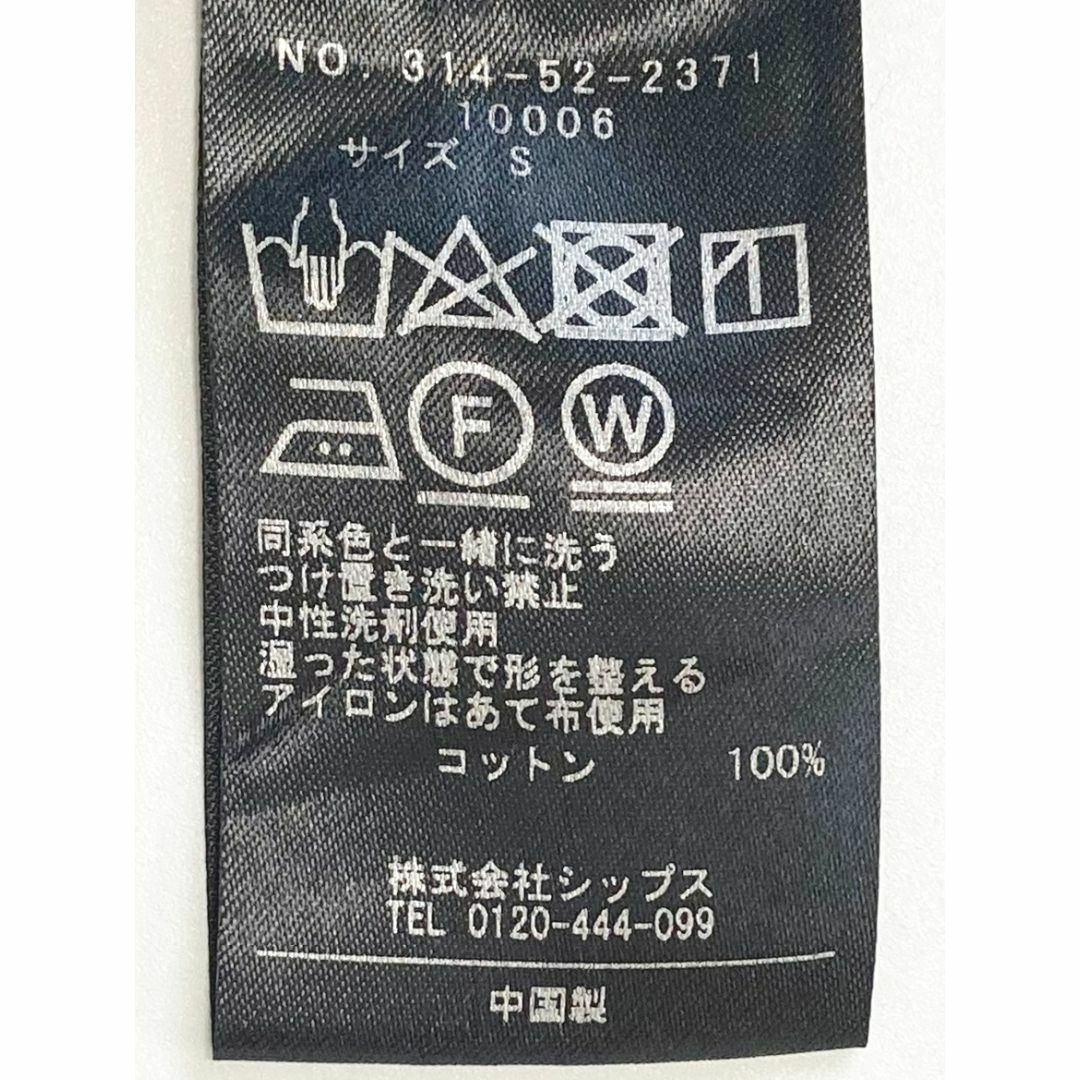 NO. 314-52-2371
10006
サイズ S
F W
同系色と一緒に洗う
つけ置き洗い禁止
中性洗剤使用
湿った状態で形を整える
アイロンはあて布使用
コットン 100%
株式会社シップス
TEL 0120-444-099
中国製